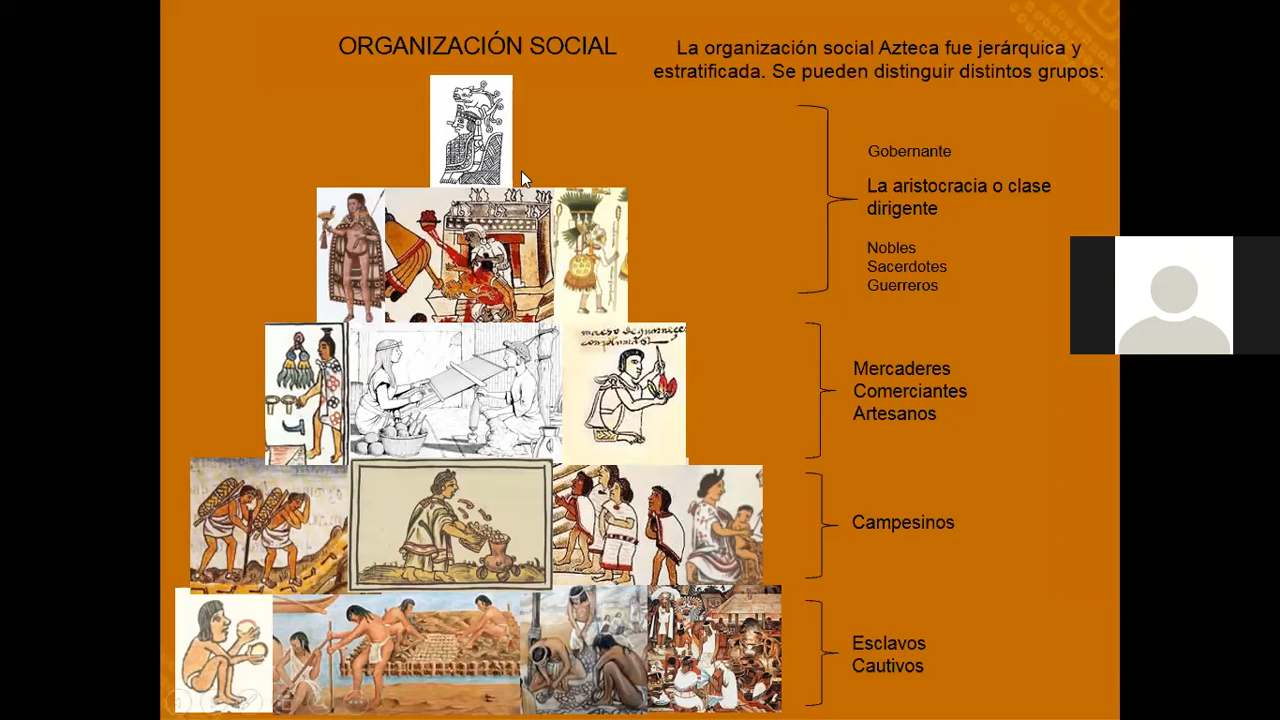 ORGANIZACIÓN SOCIAL
La organización social Azteca fue jerárquica y
estratificada. Se pueden distinguir distintos grupos:
Gobernante
La aristocracia o clase
dirigente
Nobles
Sacerdotes
Guerreros
Mercaderes
Comerciantes
Artesanos
Campesinos
Esclavos
Cautivos